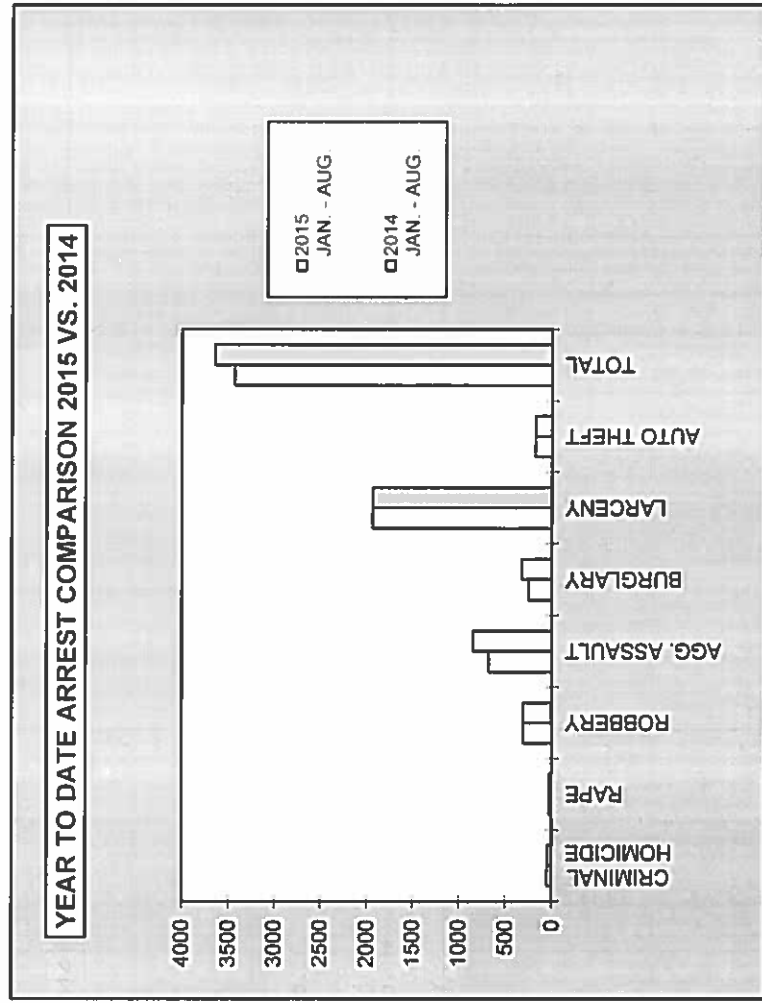 YEAR TO DATE ARREST COMPARISON 2015 VS. 2014
4000
3500
3000
2500
2000
1500
1000
500
0
CRIMINAL
HOMICIDE
RAPE
ROBBERY
AGG. ASSAULT
BURGLARY
LARCENY
AUTO THEFT
TOTAL
2015
JAN. - AUG.
2014
JAN. - AUG.